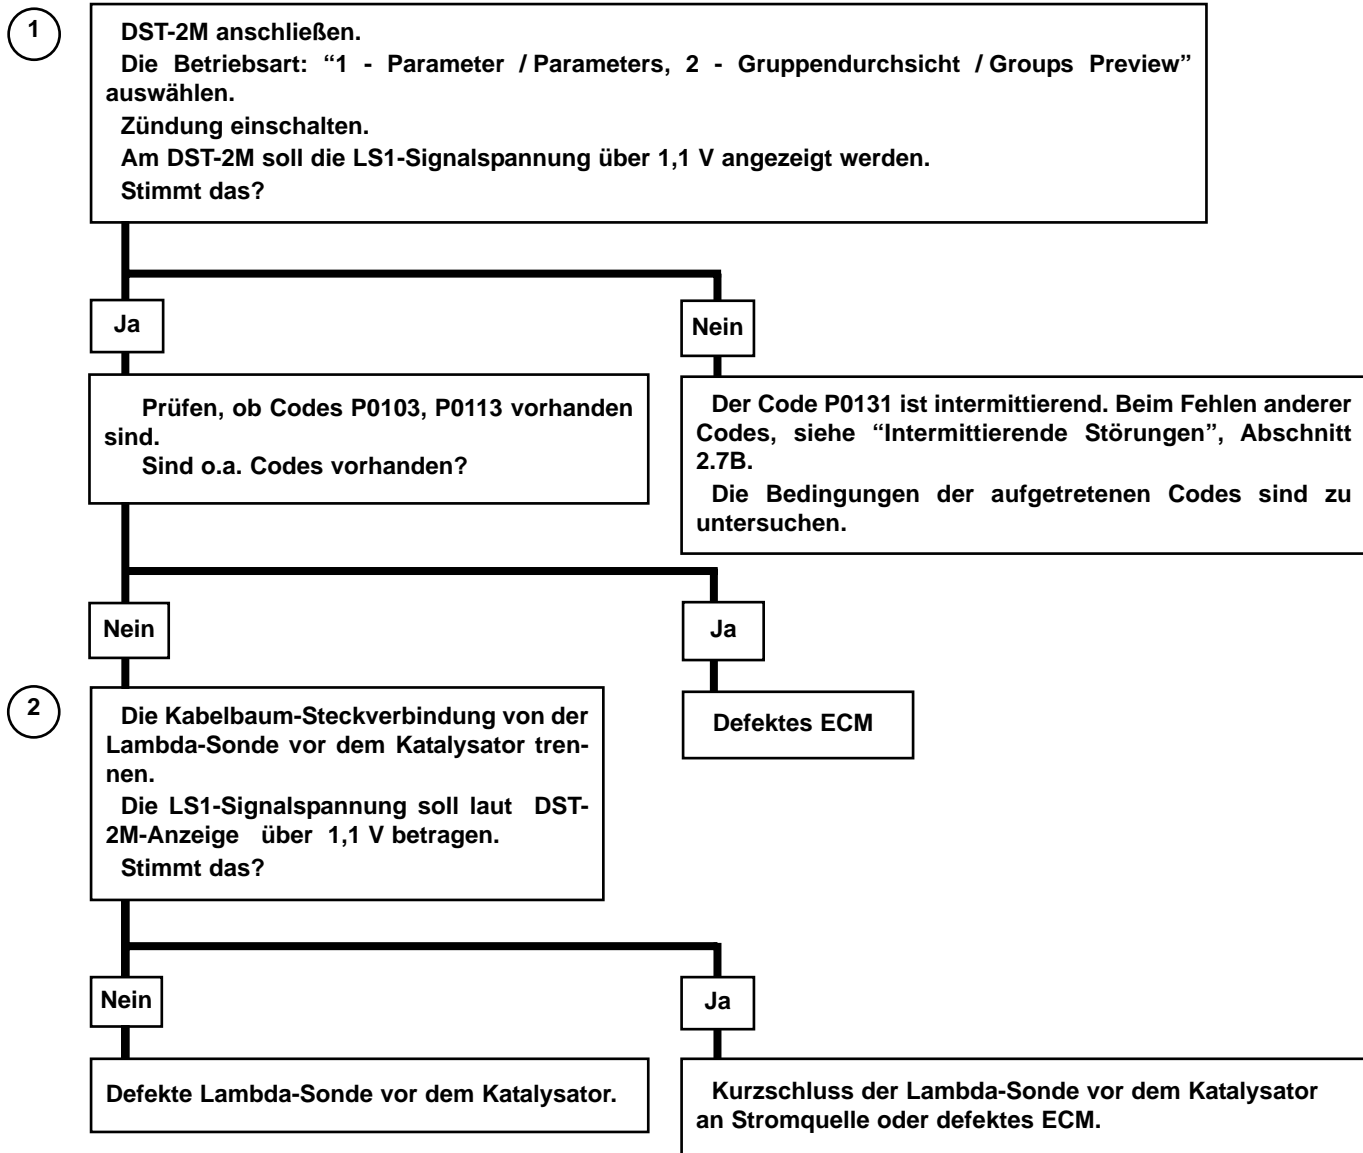 1
DST-2M anschließen.
Die Betriebsart: “1 - Parameter / Parameters, 2 - Gruppendurchsicht / Groups Preview”
auswählen.
Zündung einschalten.
Am DST-2M soll die LS1-Signalspannung über 1,1 V angezeigt werden.
Stimmt das?
Ja
Nein
Prüfen, ob Codes P0103, P0113 vorhanden
sind.
Sind o.a. Codes vorhanden?
Der Code P0131 ist intermittierend. Beim Fehlen anderer
Codes, siehe “Intermittierende Störungen”, Abschnitt
2.7B.
Die Bedingungen der aufgetretenen Codes sind zu
untersuchen.
Nein
Ja
2
Die Kabelbaum-Steckverbindung von der
Lambda-Sonde vor dem Katalysator tren-
nen.
Die LS1-Signalspannung soll laut DST-
2M-Anzeige über 1,1 V betragen.
Stimmt das?
Defektes ECM
Nein
Ja
Defekte Lambda-Sonde vor dem Katalysator.
Kurzschluss der Lambda-Sonde vor dem Katalysator
an Stromquelle oder defektes ECM.